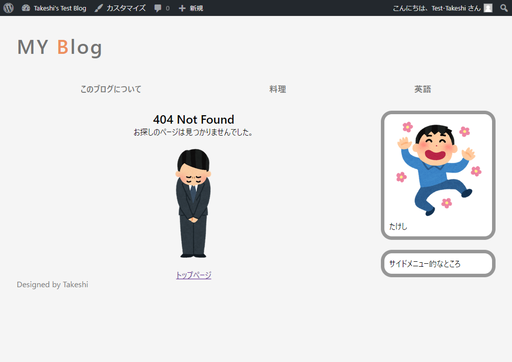 Takeshi's Test Blog カスタマイズ 0 新規 こんにちは、Test-Takeshi さん
MY Blog
このブログについて 料理 英語
404 Not Found
お探しのページは見つかりませんでした。
トップページ
たけし
サイドメニュー的なところ
Designed by Takeshi